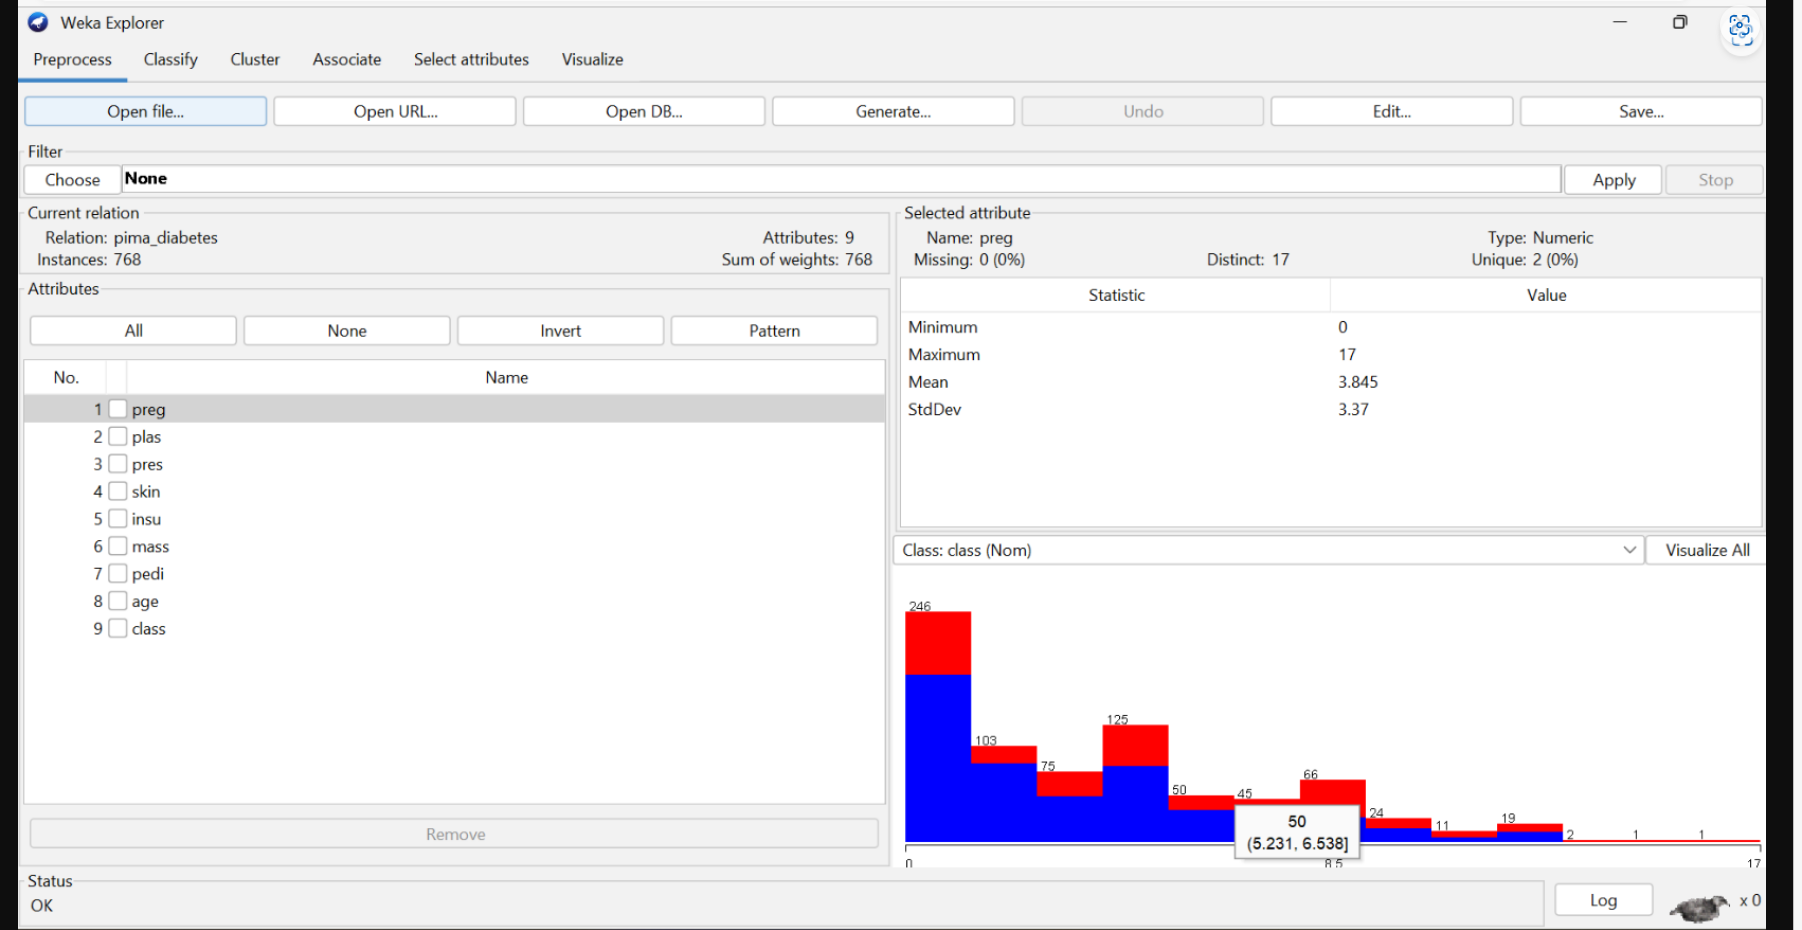 Weka Explorer
Preprocess Classify Cluster Associate Select attributes Visualize
Open file... Open URL... Open DB... Generate... Undo Edit... Save...
Filter
Choose None Apply Stop
Current relation
Relation: pima_diabetes Attributes: 9
Instances: 768 Sum of weights: 768
Attributes
All None Invert Pattern
No. Name
1 preg
2 plas
3 pres
4 skin
5 insu
6 mass
7 pedi
8 age
9 class
Remove
Selected attribute
Name: preg Type: Numeric
Missing: 0 (0%) Distinct: 17 Unique: 2 (0%)
Statistic Value
Minimum 0
Maximum 17
Mean 3.845
StdDev 3.37
Class: class (Nom) Visualize All
246
103
75
125
50
45
66
24
11
19
2
1
1
50
(5.231, 6.538]
0 8.5 17
Status
OK
Log x 0